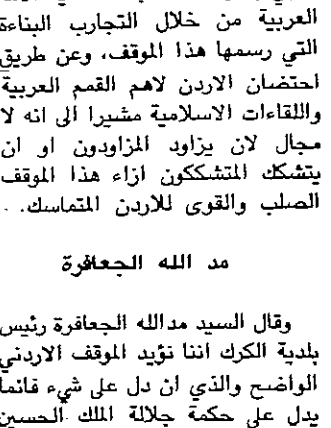 العربية من خلال التجارب البناءة
التي رسمها هذا الموقف، وعن طريق
احتضان الاردن لاهم القمم العربية
واللقاءات الاسلامية مشيرا الى انه لا
مجال لان يزاود المزاودون او ان
يتشكك المتشككون ازاء هذا الموقف
الصلب والقوى للاردن المتماسك. .
مد الله الجعافرة
وقال السيد مدالله الجعافرة رئيس
بلدية الكرك اننا نؤيد الموقف الاردني
الواضح والذي ان دل على شيء فانما
يدل على حكمة جلالة الملك الحسين